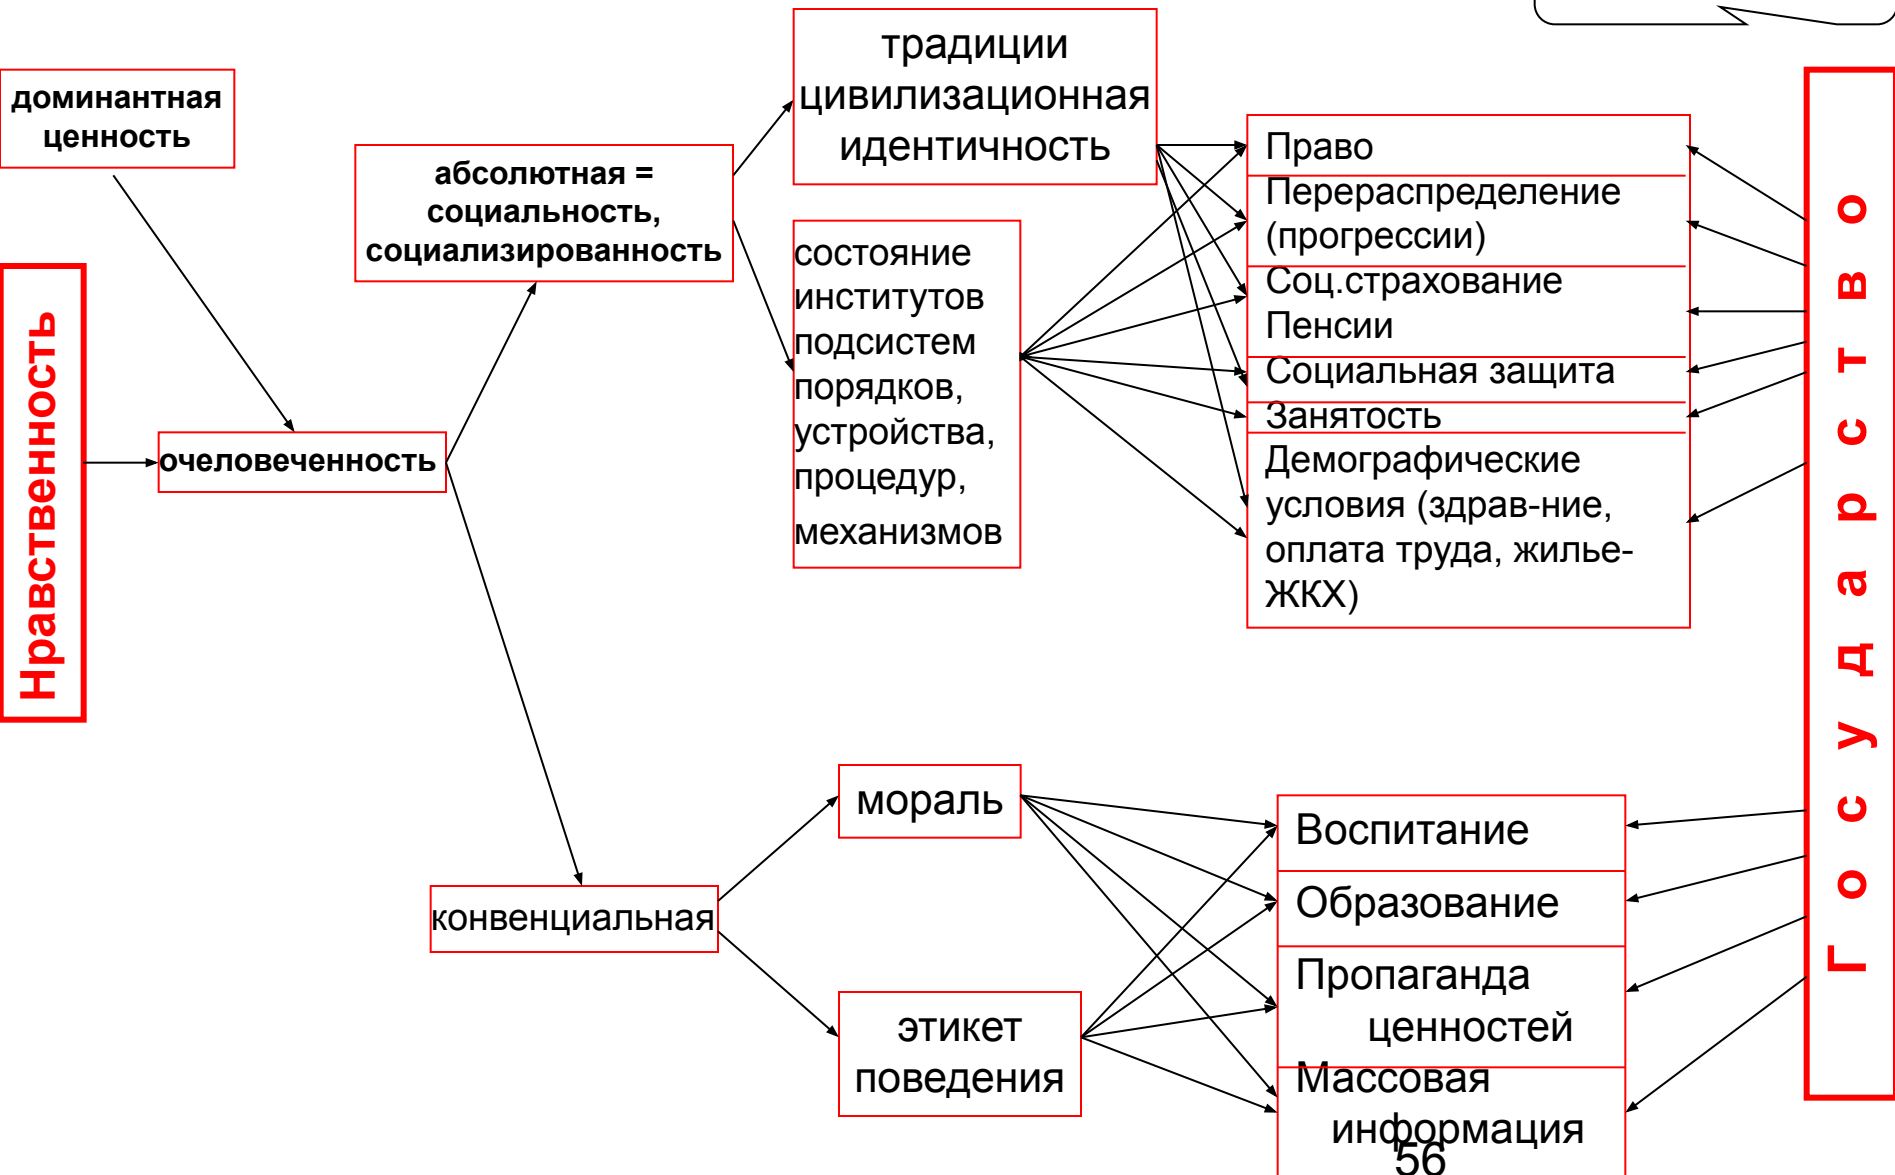 доминантная
ценность
Нравственность
очеловеченность
абсолютная =
социальность,
социализированность
конвенциальная
традиции
цивилизационная
идентичность
состояние
институтов
подсистем
порядков,
устройства,
процедур,
механизмов
мораль
этикет
поведения
Право
Перераспределение
(прогрессии)
Соц.страхование
Пенсии
Социальная защита
Занятость
Демографические
условия (здрав-ние,
оплата труда, жилье-
ЖКХ)
Воспитание
Образование
Пропаганда
ценностей
Массовая
информация
Государство
56